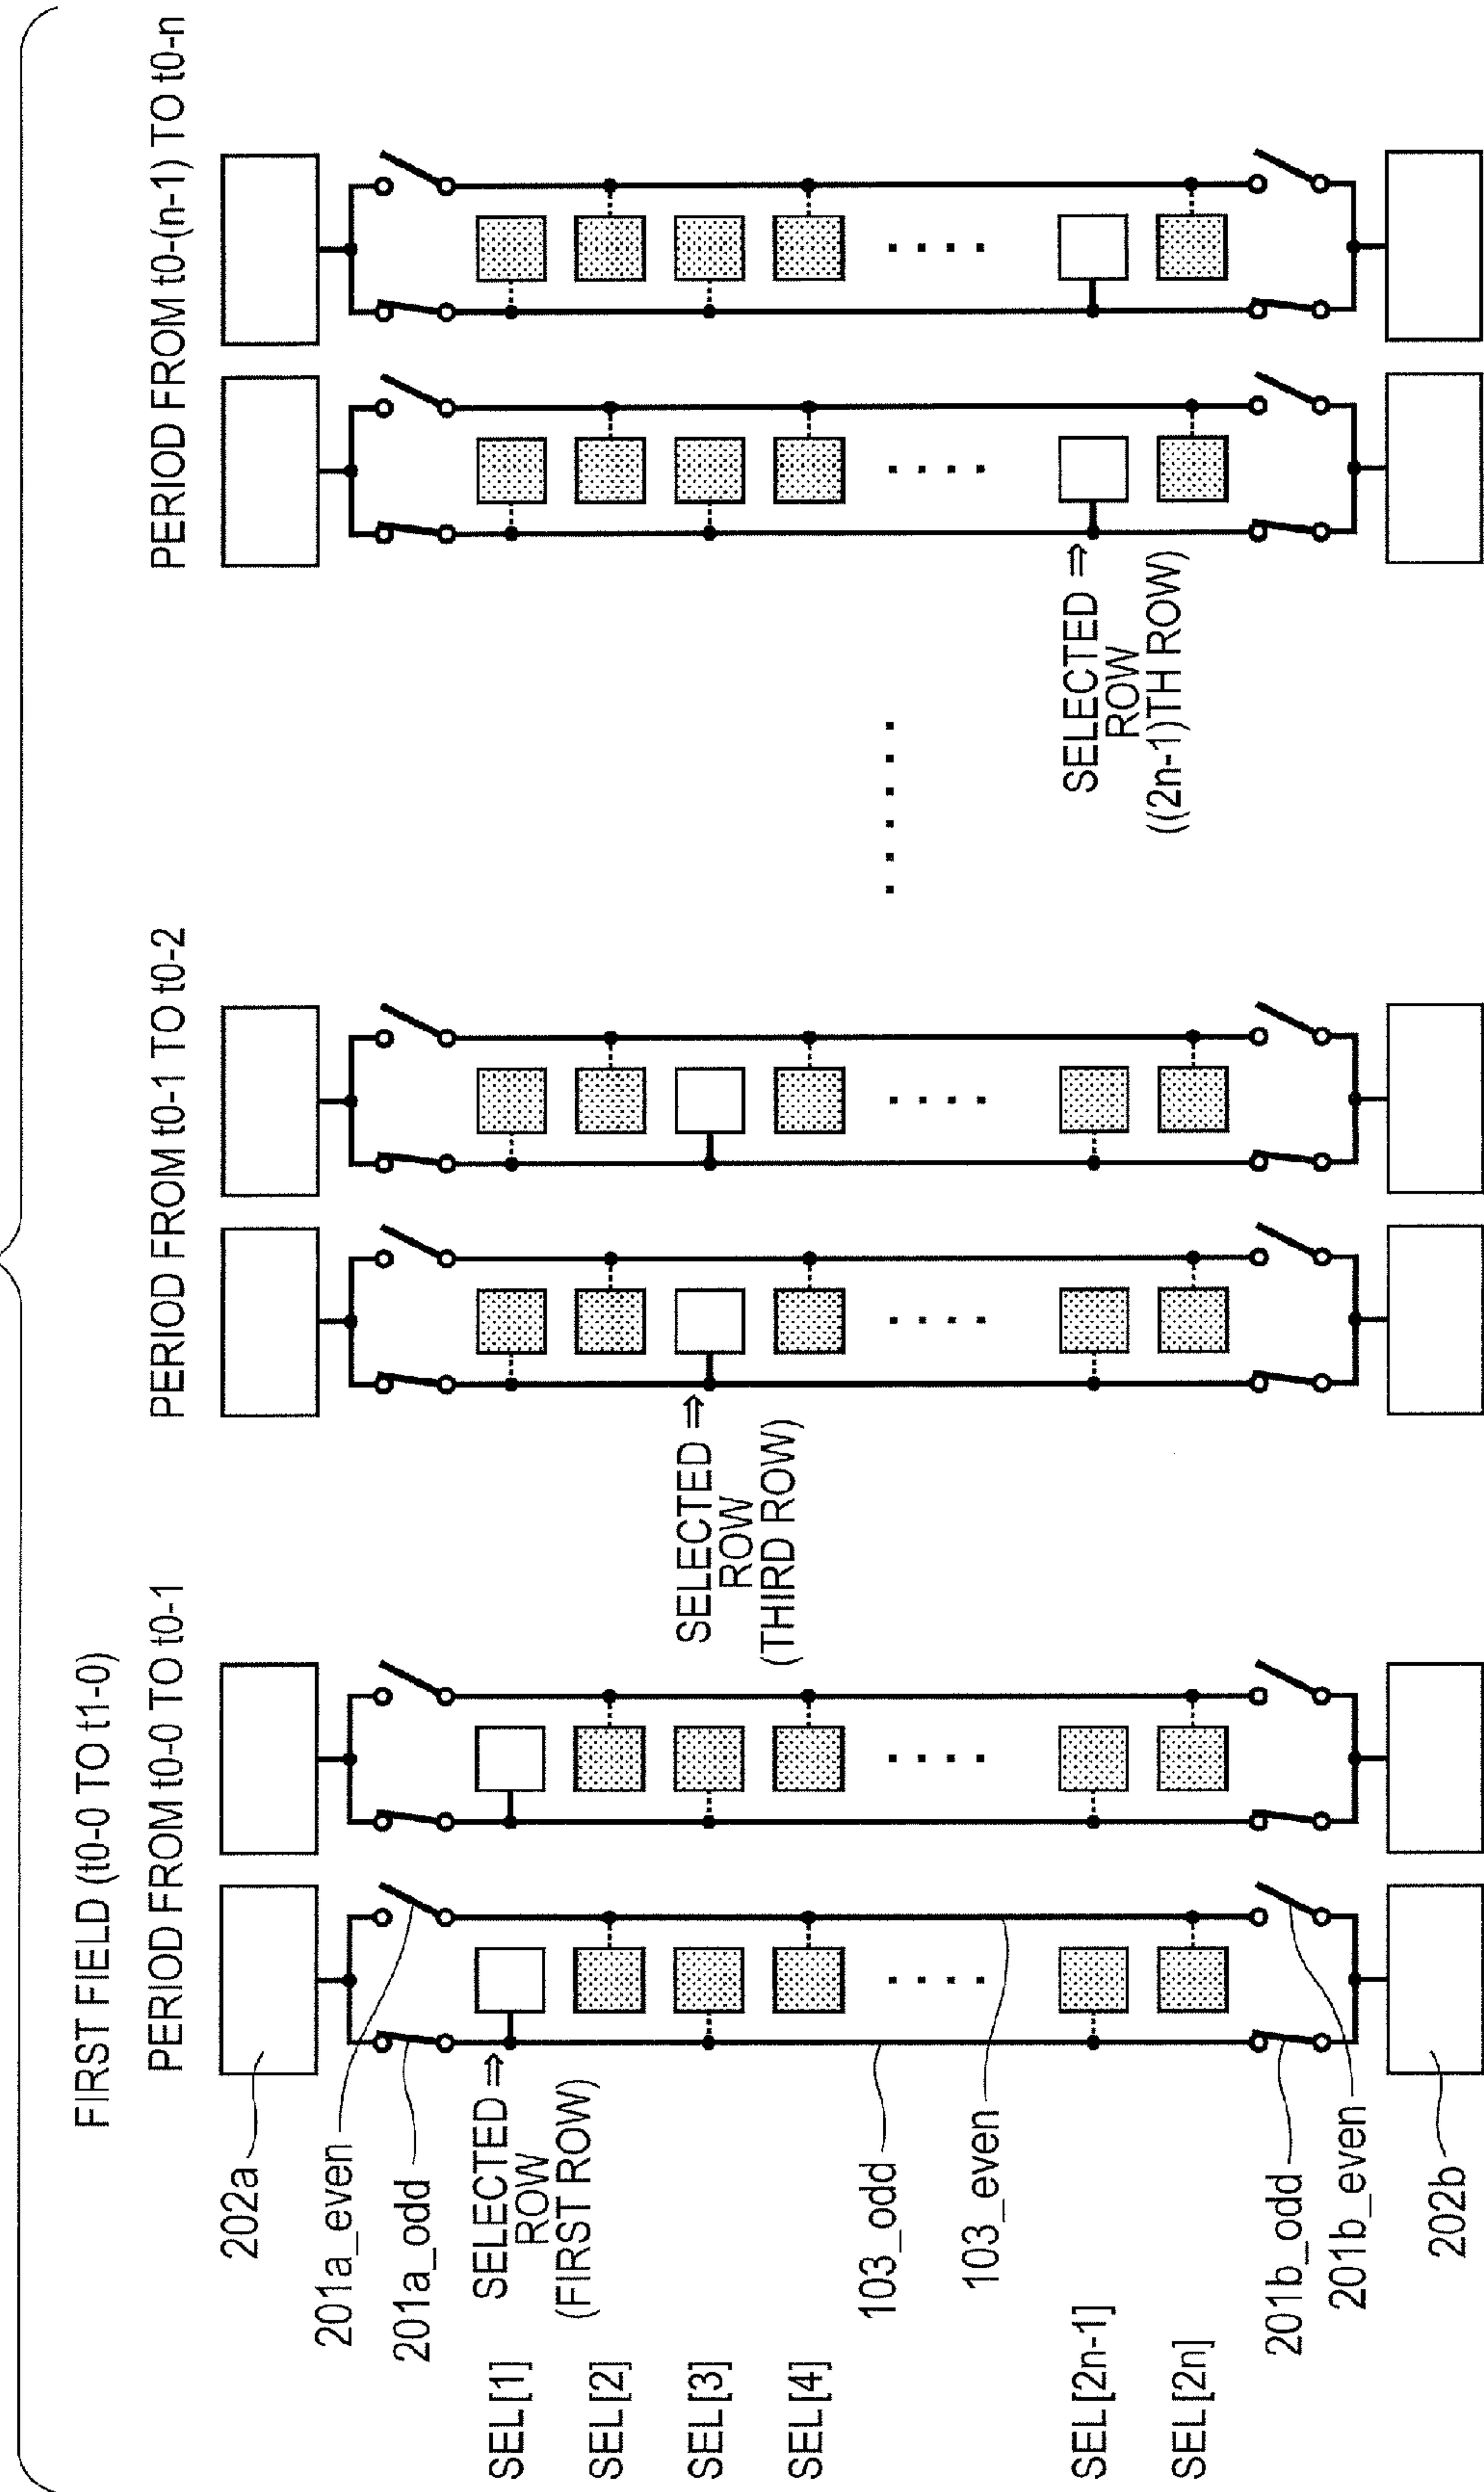 FIRST FIELD (t0-0 TO t1-0)
PERIOD FROM t0-0 TO t0-1
PERIOD FROM t0-1 TO t0-2
PERIOD FROM t0-(n-1) TO t0-n
202a
201a_even
201a_odd
SELECTED ⇒
ROW
(FIRST ROW)
SELECTED ⇒
ROW
(THIRD ROW)
SELECTED ⇒
ROW
((2n-1)TH ROW)
SEL [1]
SEL [2]
SEL [3]
SEL [4]
103_odd
103_even
SEL [2n-1]
SEL [2n]
201b_odd
201b_even
202b